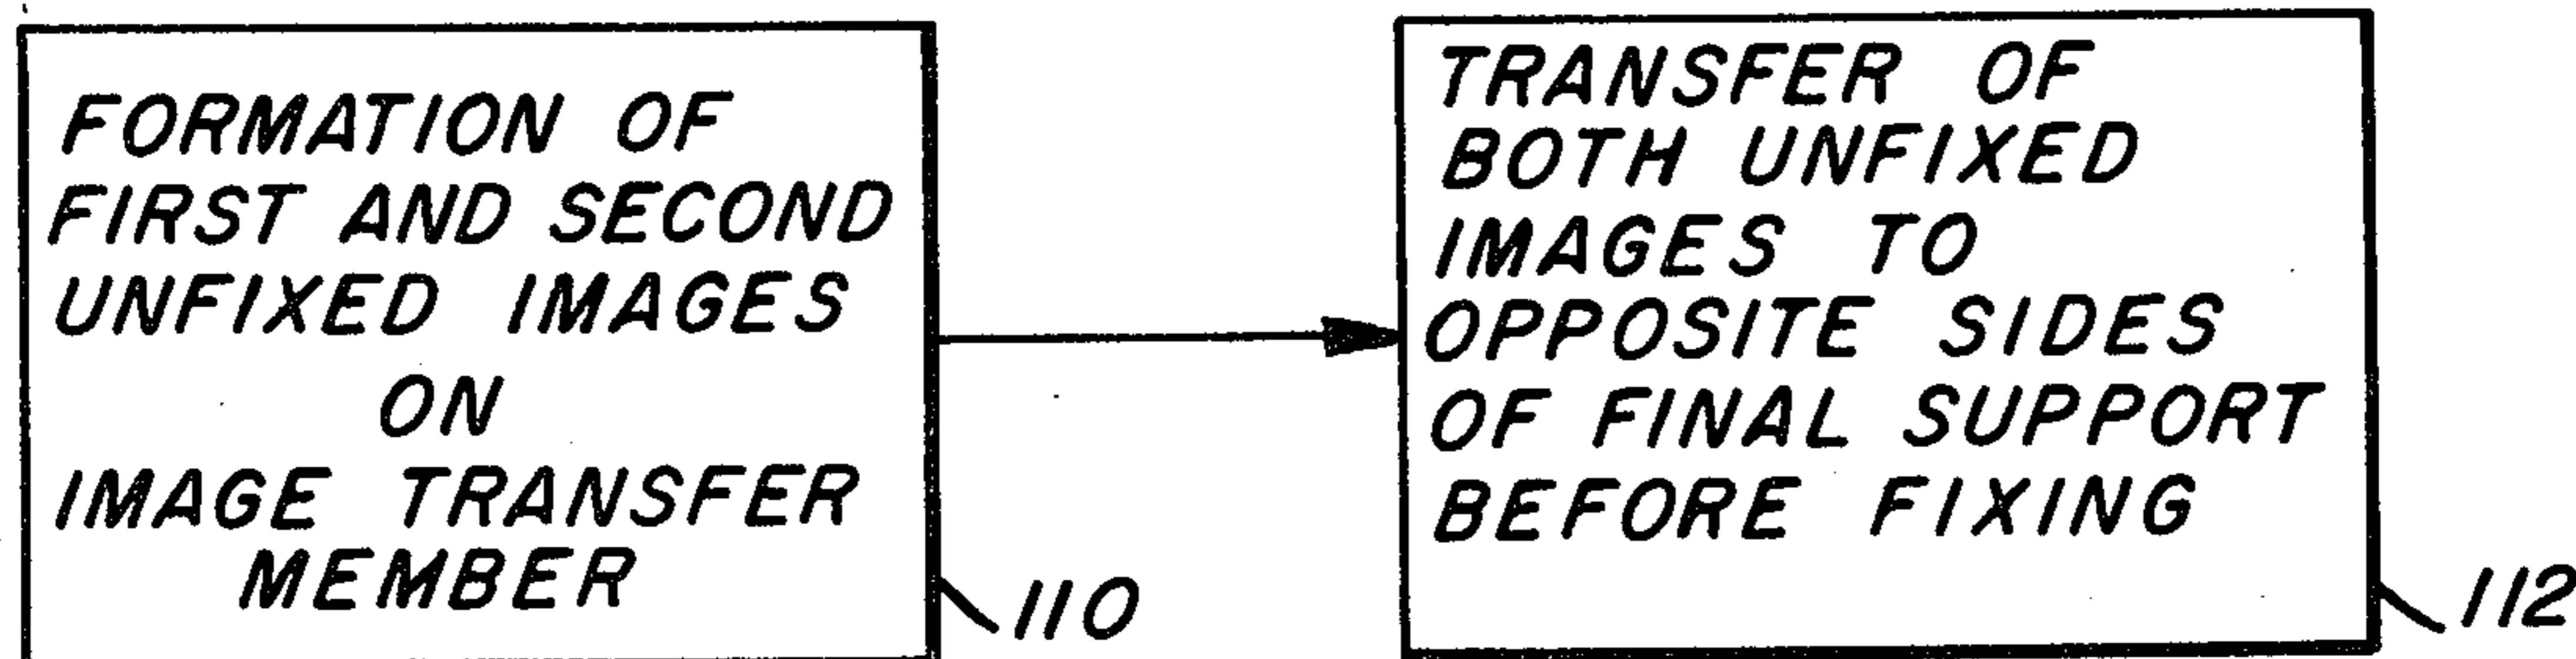 FORMATION OF
FIRST AND SECOND
UNFIXED IMAGES
ON
IMAGE TRANSFER
MEMBER
110
TRANSFER OF
BOTH UNFIXED
IMAGES TO
OPPOSITE SIDES
OF FINAL SUPPORT
BEFORE FIXING
112